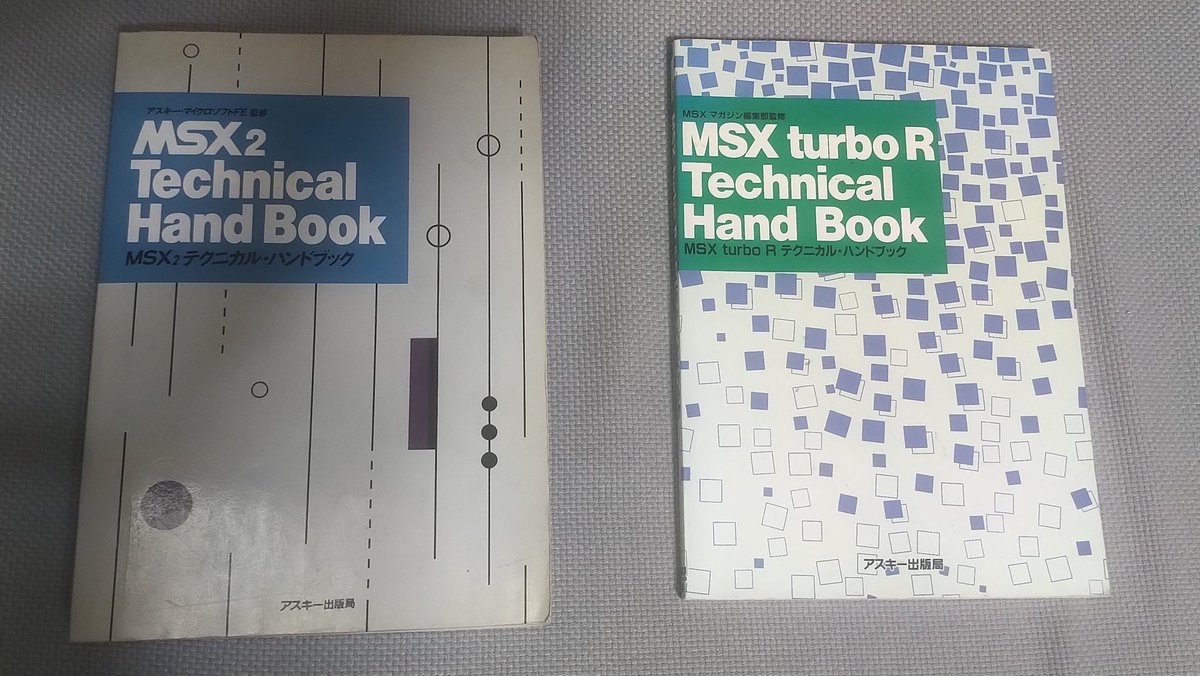 アスキー・マイクロソフトFE 監修
MSX2
Technical
Hand Book
MSX2 テクニカル・ハンドブック
アスキー出版局
MSX マガジン編集部監修
MSX turbo R
Technical
Hand Book
MSX turbo R テクニカル・ハンドブック
アスキー出版局